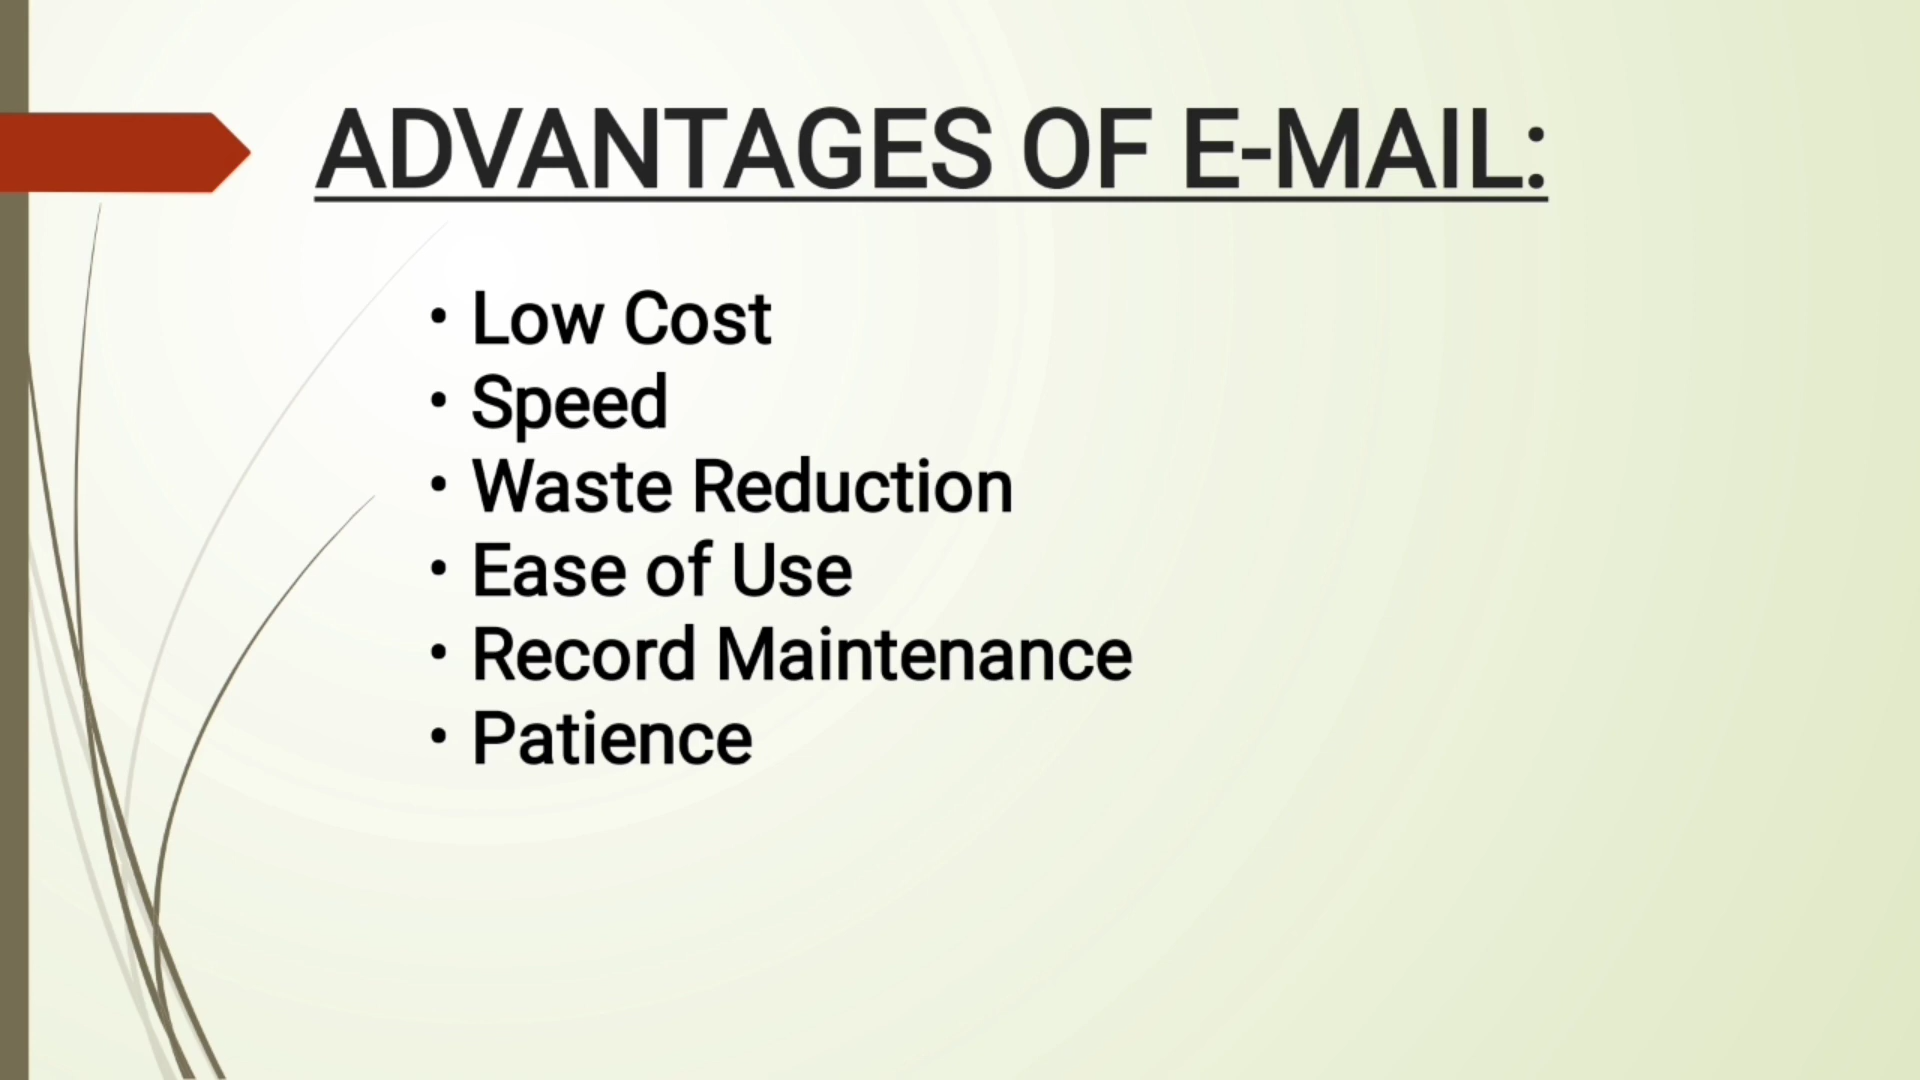 ADVANTAGES OF E-MAIL:
• Low Cost
• Speed
• Waste Reduction
• Ease of Use
• Record Maintenance
• Patience